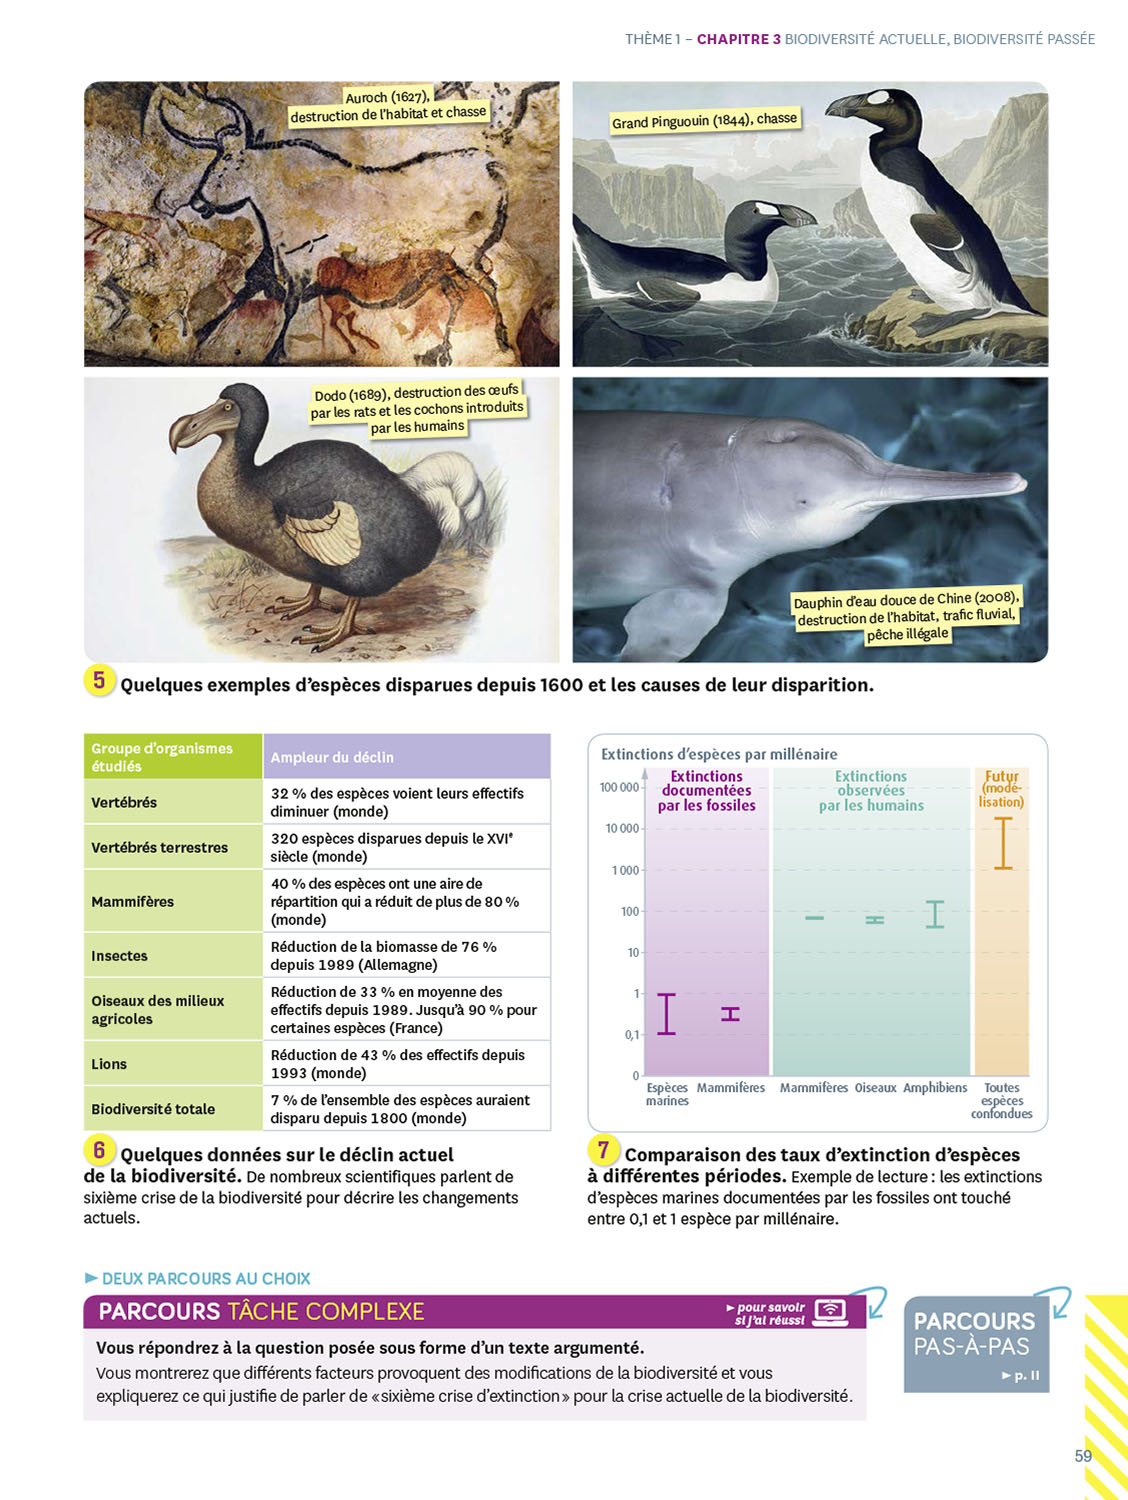 THÈME 1 – CHAPITRE 3 BIODIVERSITÉ ACTUELLE, BIODIVERSITÉ PASSÉE
Auroch (1627),
destruction de l'habitat et chasse
Grand Pinguouin (1844), chasse
Dodo (1689), destruction des œufs
par les rats et les cochons introduits
par les humains
Dauphin d'eau douce de Chine (2008),
destruction de l'habitat, trafic fluvial,
pêche illégale
5 Quelques exemples d'espèces disparues depuis 1600 et les causes de leur disparition.
Groupe d'organismes
étudiés
Ampleur du déclin
Vertébrés
32 % des espèces voient leurs effectifs
diminuer (monde)
Vertébrés terrestres
320 espèces disparues depuis le XVIe
siècle (monde)
Mammifères
40 % des espèces ont une aire de
répartition qui a réduit de plus de 80 %
(monde)
Insectes
Réduction de la biomasse de 76 %
depuis 1989 (Allemagne)
Oiseaux des milieux
agricoles
Réduction de 33 % en moyenne des
effectifs depuis 1989. Jusqu'à 90 % pour
certaines espèces (France)
Lions
Réduction de 43 % des effectifs depuis
1993 (monde)
Biodiversité totale
7 % de l'ensemble des espèces auraient
disparu depuis 1800 (monde)
6 Quelques données sur le déclin actuel
de la biodiversité. De nombreux scientifiques parlent de
sixième crise de la biodiversité pour décrire les changements
actuels.
Extinctions d'espèces par millénaire
Extinctions
documentées
par les fossiles
Extinctions
observées
par les humains
Futur
(modé-
lisation)
100 000
10 000
1 000
100
10
1
0,1
0
Espèces
marines
Mammifères
Mammifères
Oiseaux
Amphibiens
Toutes
espèces
confondues
7 Comparaison des taux d'extinction d'espèces
à différentes périodes. Exemple de lecture : les extinctions
d'espèces marines documentées par les fossiles ont touché
entre 0,1 et 1 espèce par millénaire.
► DEUX PARCOURS AU CHOIX
PARCOURS TÂCHE COMPLEXE
► pour savoir
si j'ai réussi
Vous répondrez à la question posée sous forme d'un texte argumenté.
Vous montrerez que différents facteurs provoquent des modifications de la biodiversité et vous
expliquerez ce qui justifie de parler de « sixième crise d'extinction » pour la crise actuelle de la biodiversité.
PARCOURS
PAS-À-PAS
► p. II
59